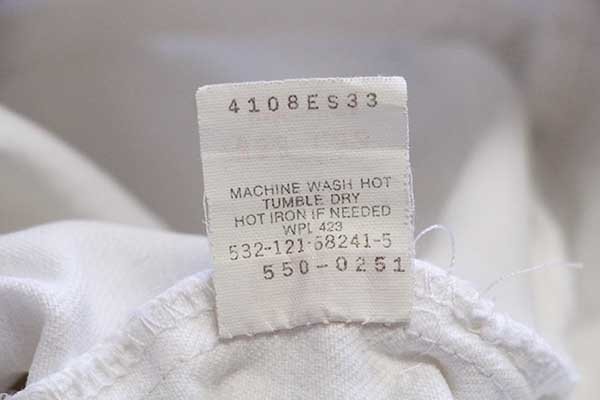 4108ES33
MACHINE WASH HOT
TUMBLE DRY
HOT IRON IF NEEDED
WPL 423
532-121-68241-5
550-0251